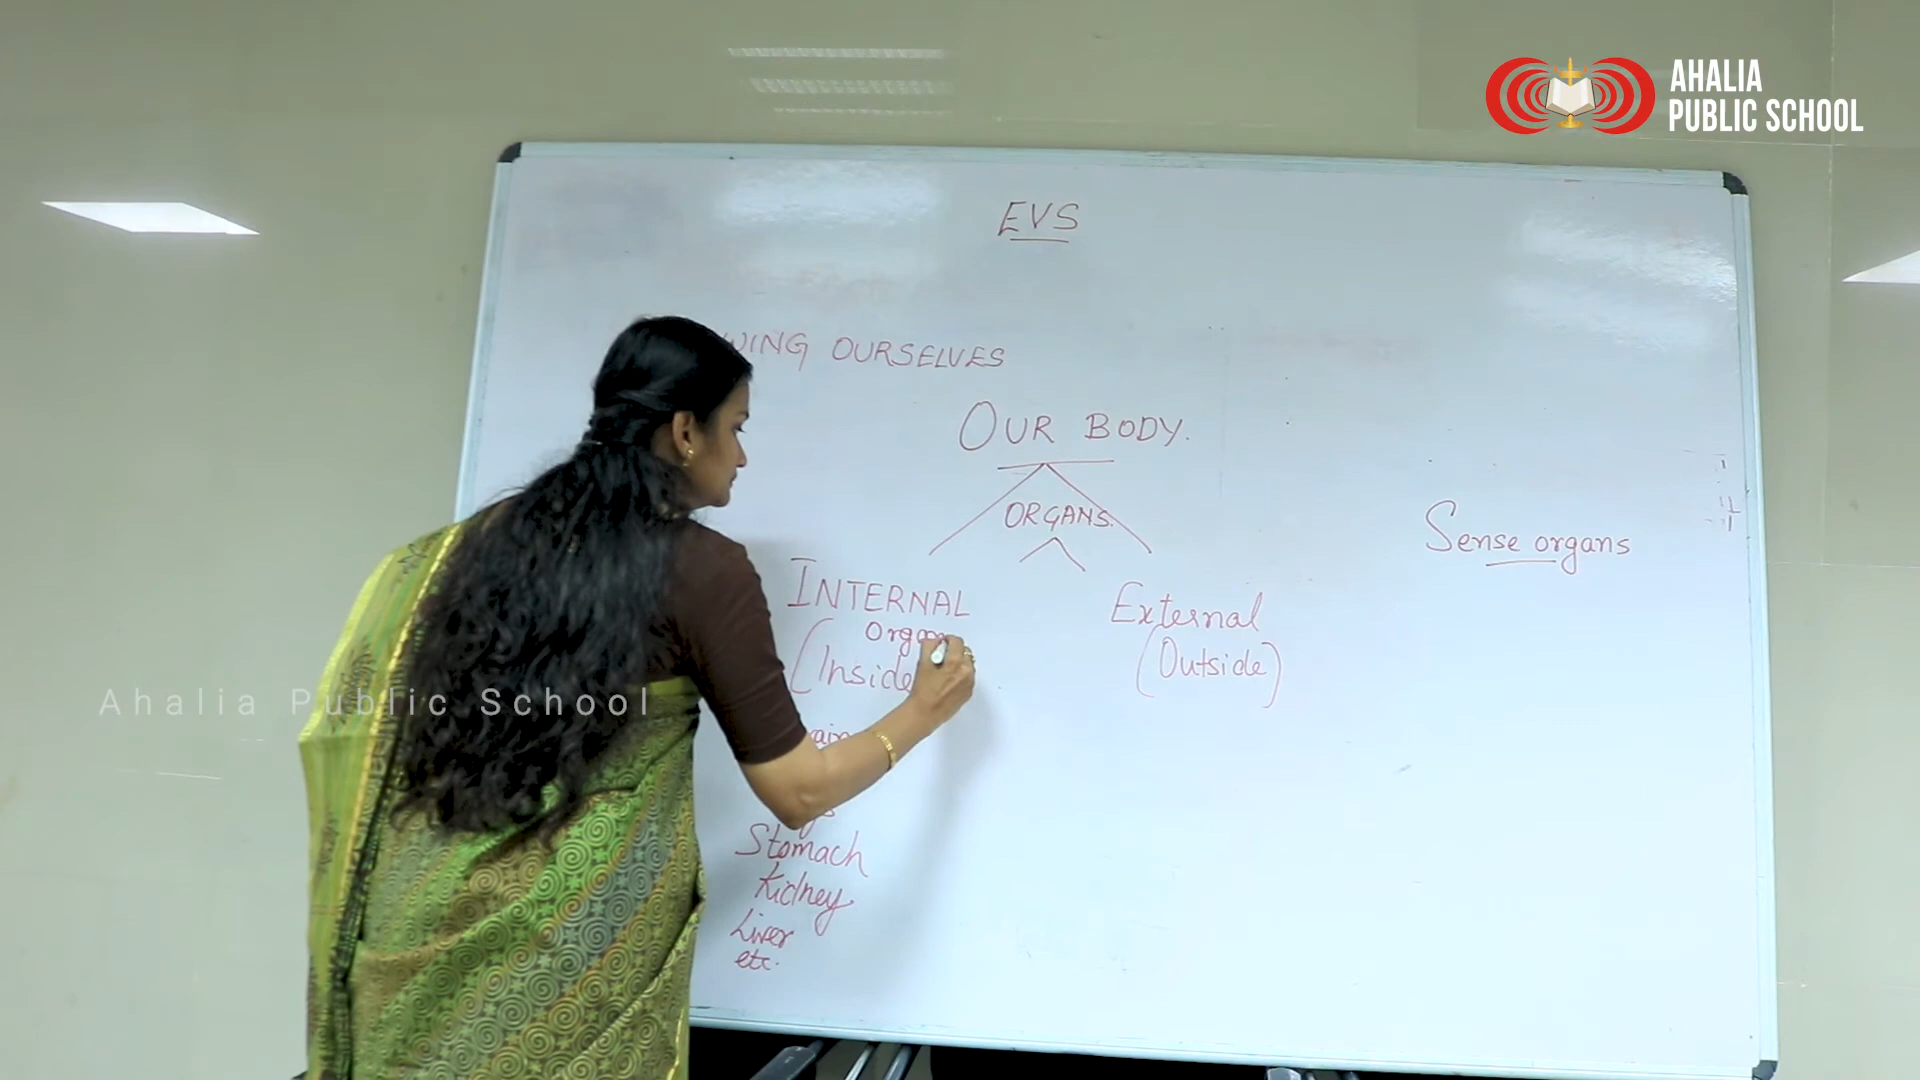 AHALIA
PUBLIC SCHOOL
EVS
OURSELVES
OUR BODY.
ORGANS.
Sense organs
INTERNAL
External
(Inside
(Outside)
Ahalia Public School
Stomach
Kidney
Liver
etc.